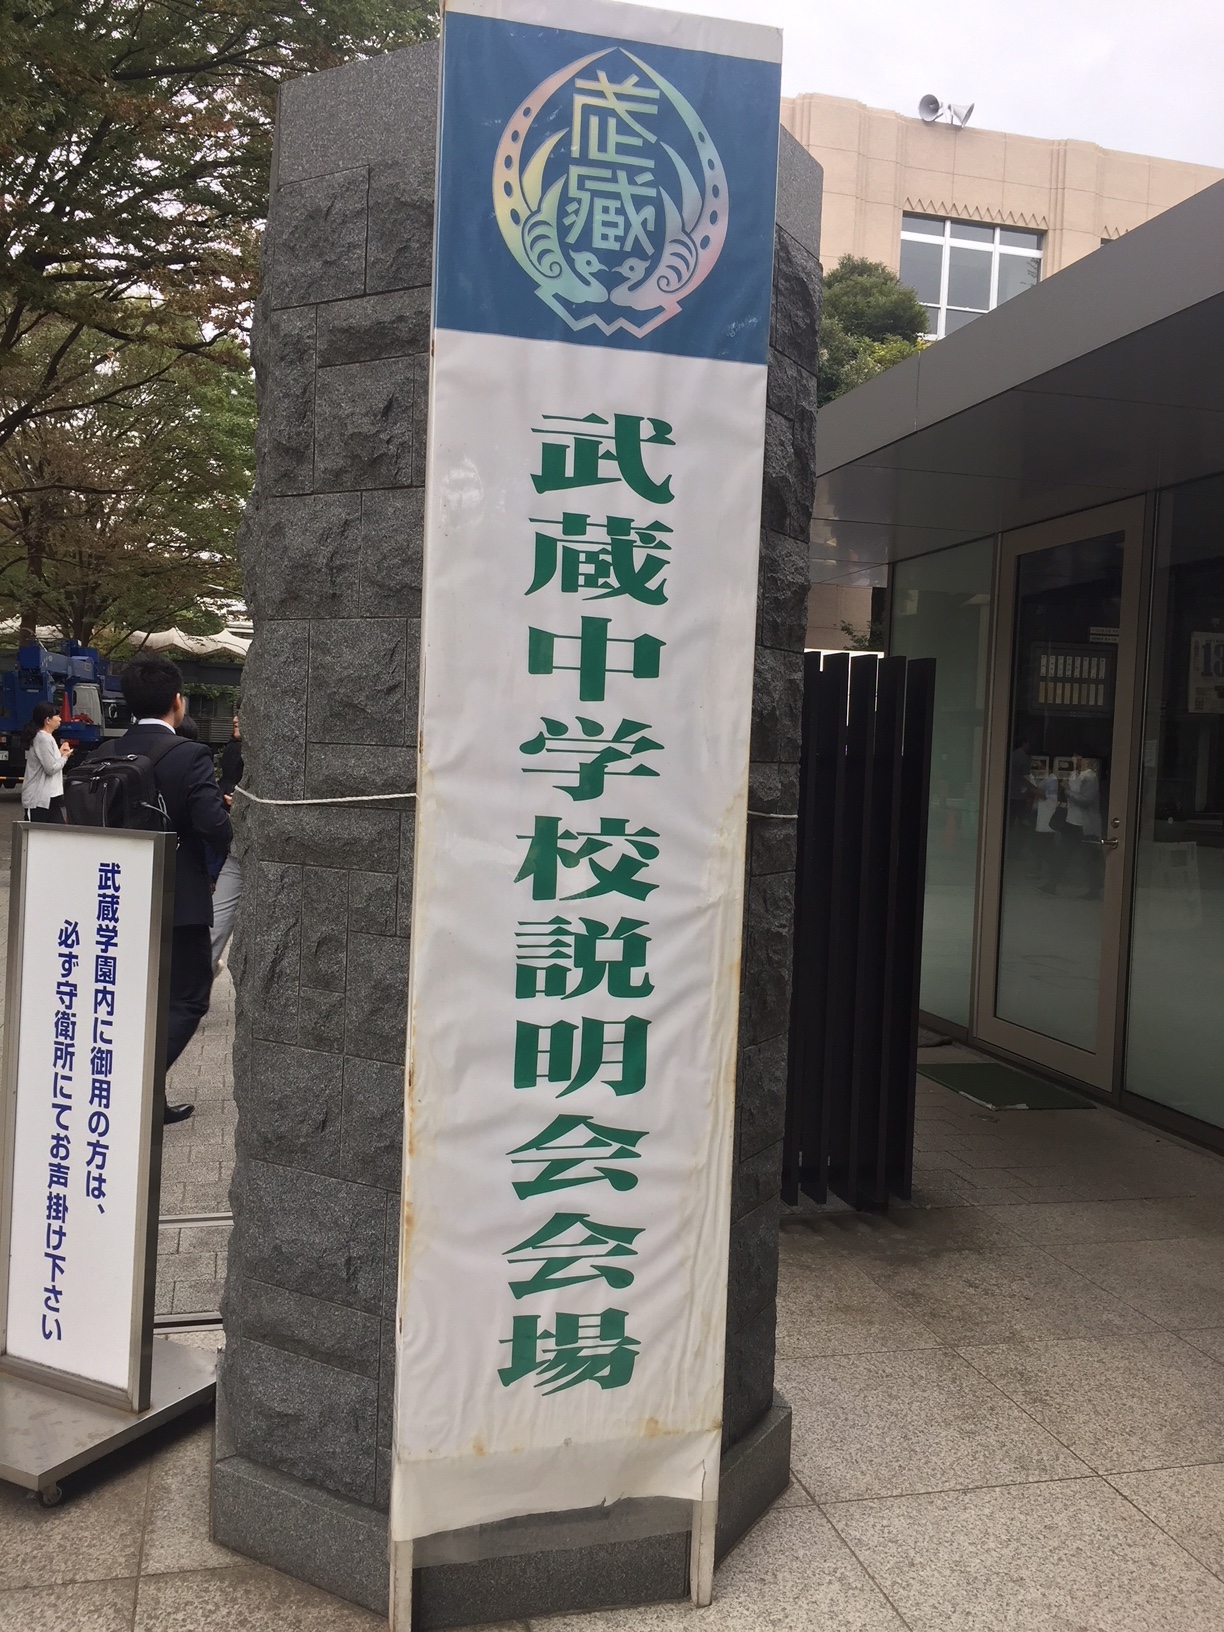 武蔵
武蔵中学校説明会会場
武蔵学園内に御用の方は、
必ず守衛所にてお声掛け下さい